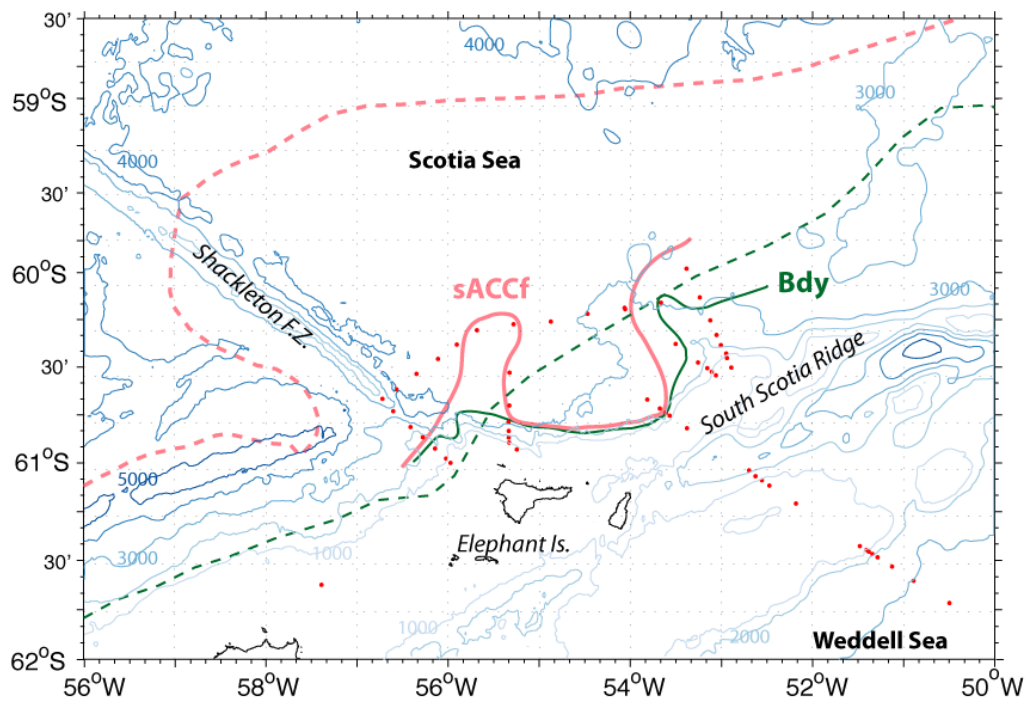 30'
4000
59°S
3000
Scotia Sea
4000
30'
Shackleton F.Z.
60°S
sACCf
Bdy
3000
30'
South Scotia Ridge
61°S
5000
Elephant Is.
1000
3000
30'
1000
2000
Weddell Sea
62°S
56°W
58°W
56°W
54°W
52°W
50°W